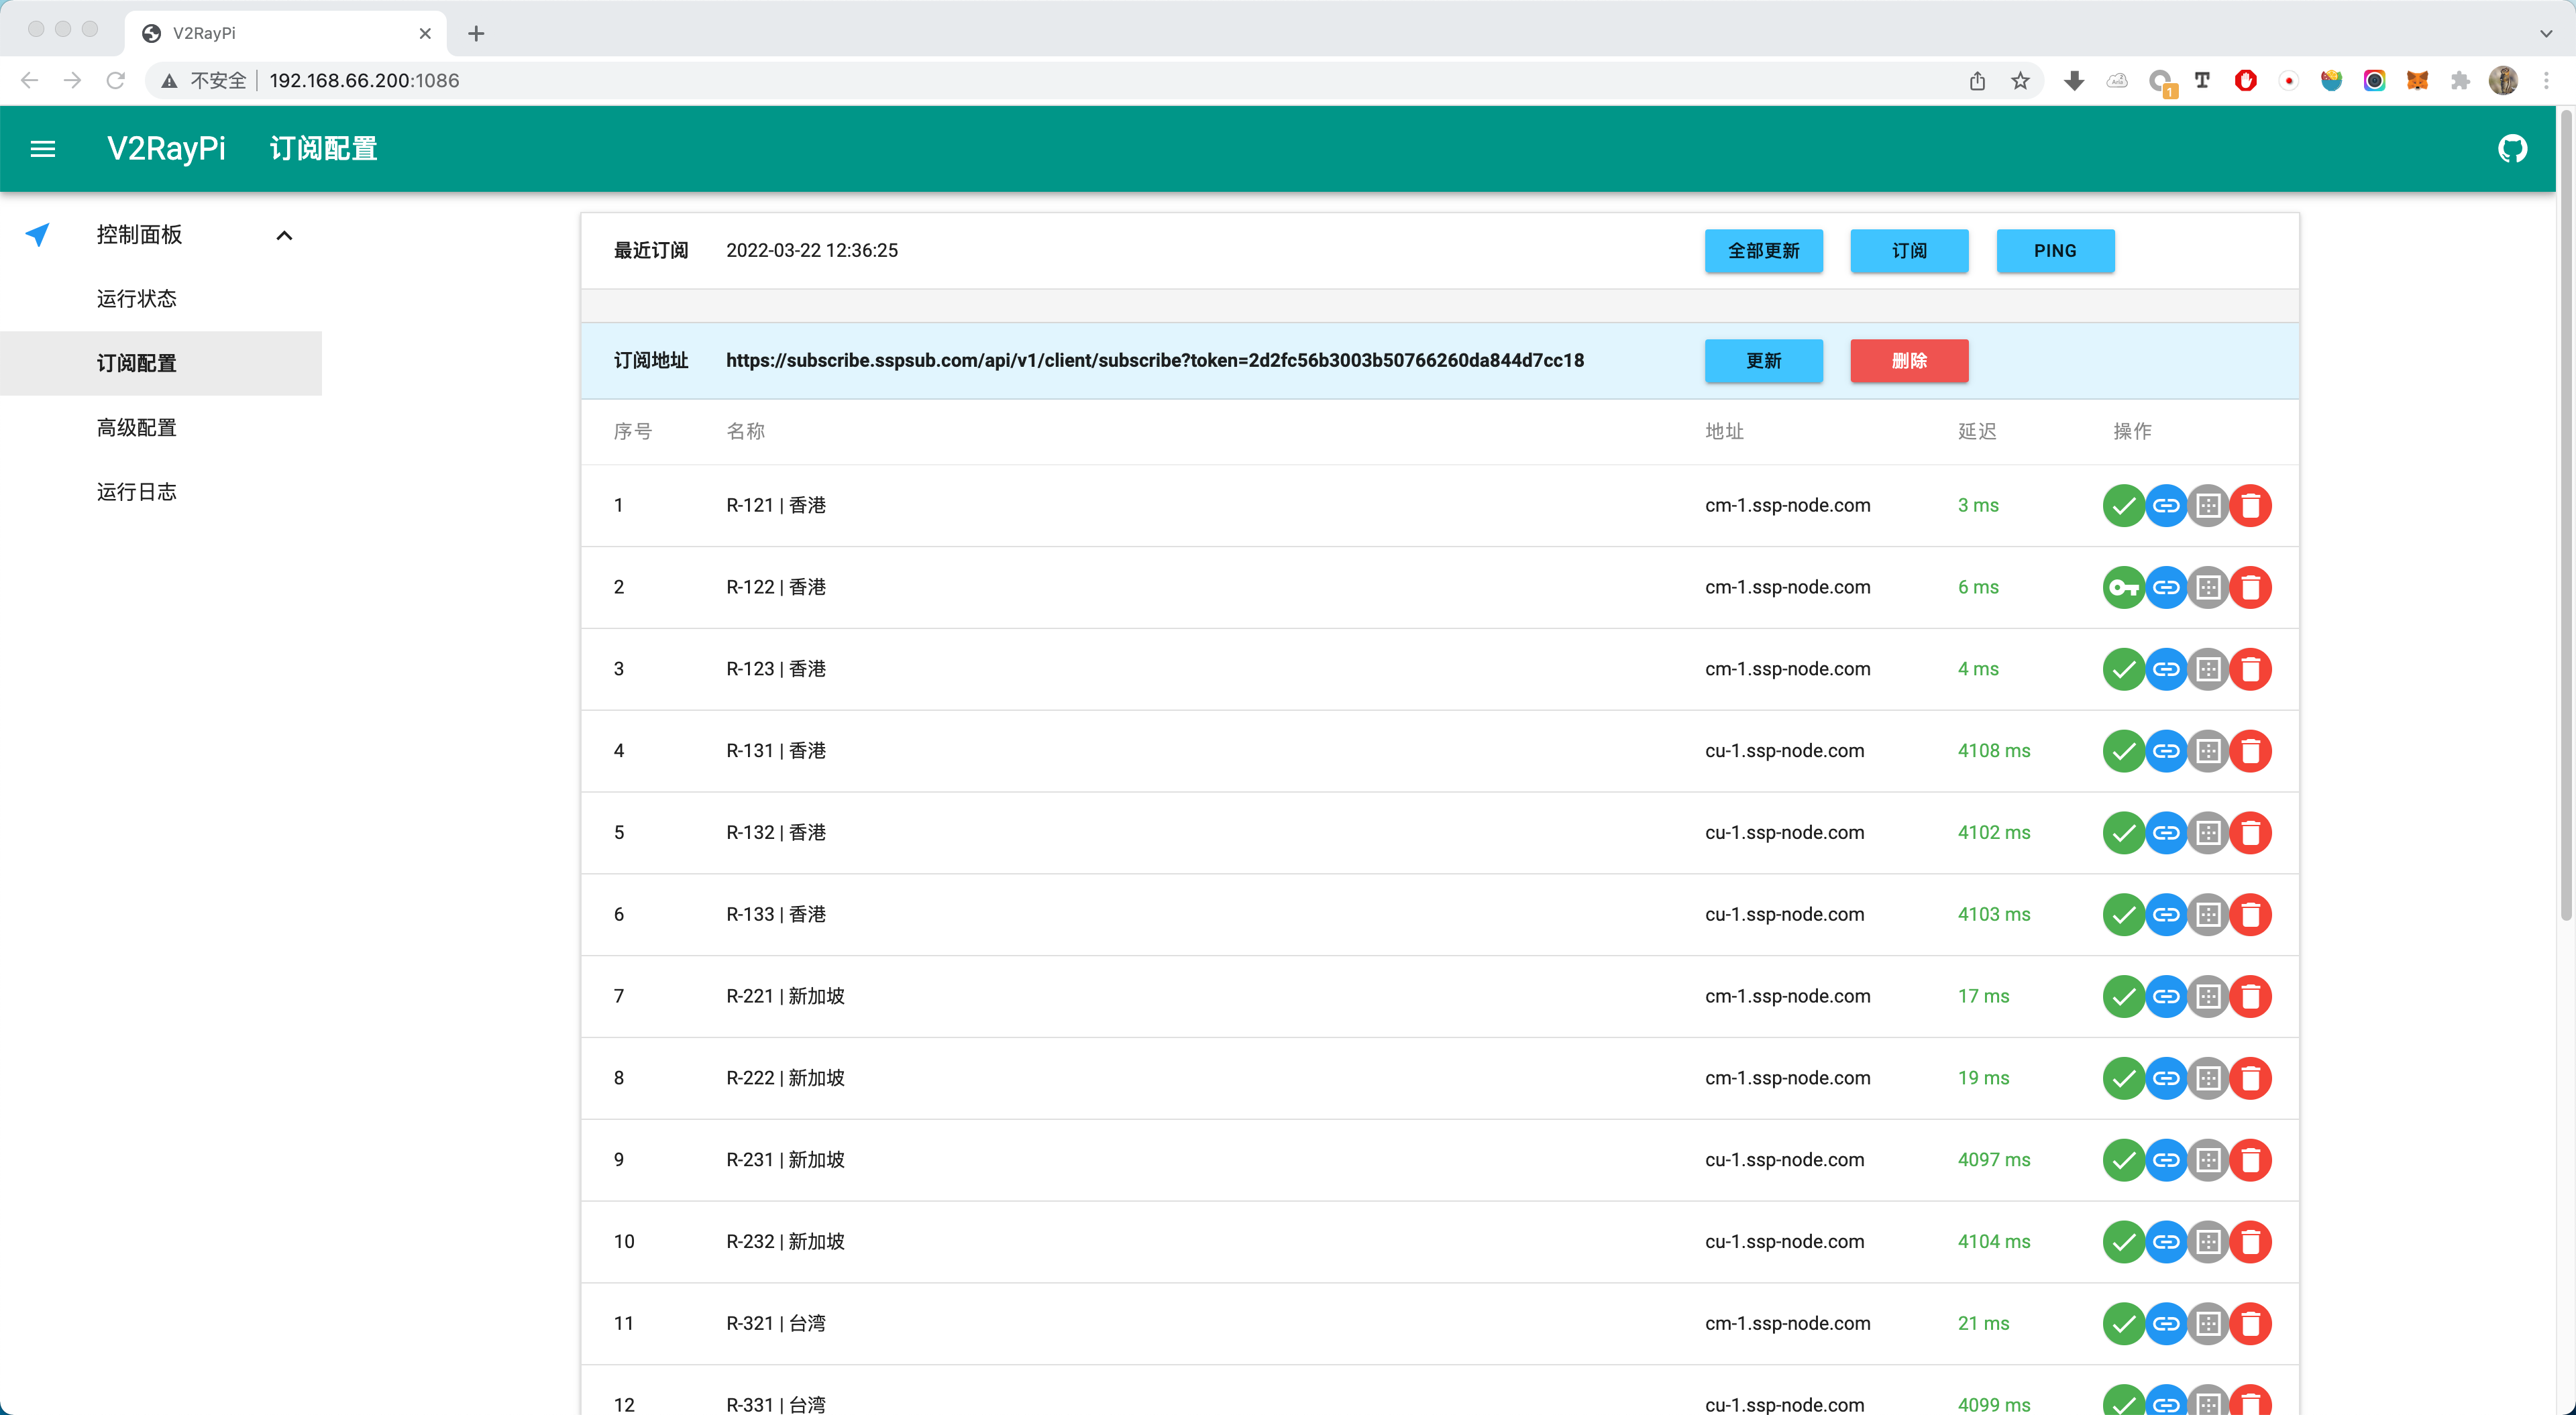 V2RayPi
不安全 192.168.66.200:1086
1
V2RayPi 订阅配置
控制面板
运行状态
订阅配置
高级配置
运行日志
最近订阅 2022-03-22 12:36:25 全部更新 订阅 PING
订阅地址 https://subscribe.sspsub.com/api/v1/client/subscribe?token=2d2fc56b3003b50766260da844d7cc18 更新 删除
序号 名称 地址 延迟 操作
1 R-121 | 香港 cm-1.ssp-node.com 3 ms
2 R-122 | 香港 cm-1.ssp-node.com 6 ms
3 R-123 | 香港 cm-1.ssp-node.com 4 ms
4 R-131 | 香港 cu-1.ssp-node.com 4108 ms
5 R-132 | 香港 cu-1.ssp-node.com 4102 ms
6 R-133 | 香港 cu-1.ssp-node.com 4103 ms
7 R-221 | 新加坡 cm-1.ssp-node.com 17 ms
8 R-222 | 新加坡 cm-1.ssp-node.com 19 ms
9 R-231 | 新加坡 cu-1.ssp-node.com 4097 ms
10 R-232 | 新加坡 cu-1.ssp-node.com 4104 ms
11 R-321 | 台湾 cm-1.ssp-node.com 21 ms
12 R-331 | 台湾 cu-1.ssp-node.com 4099 ms